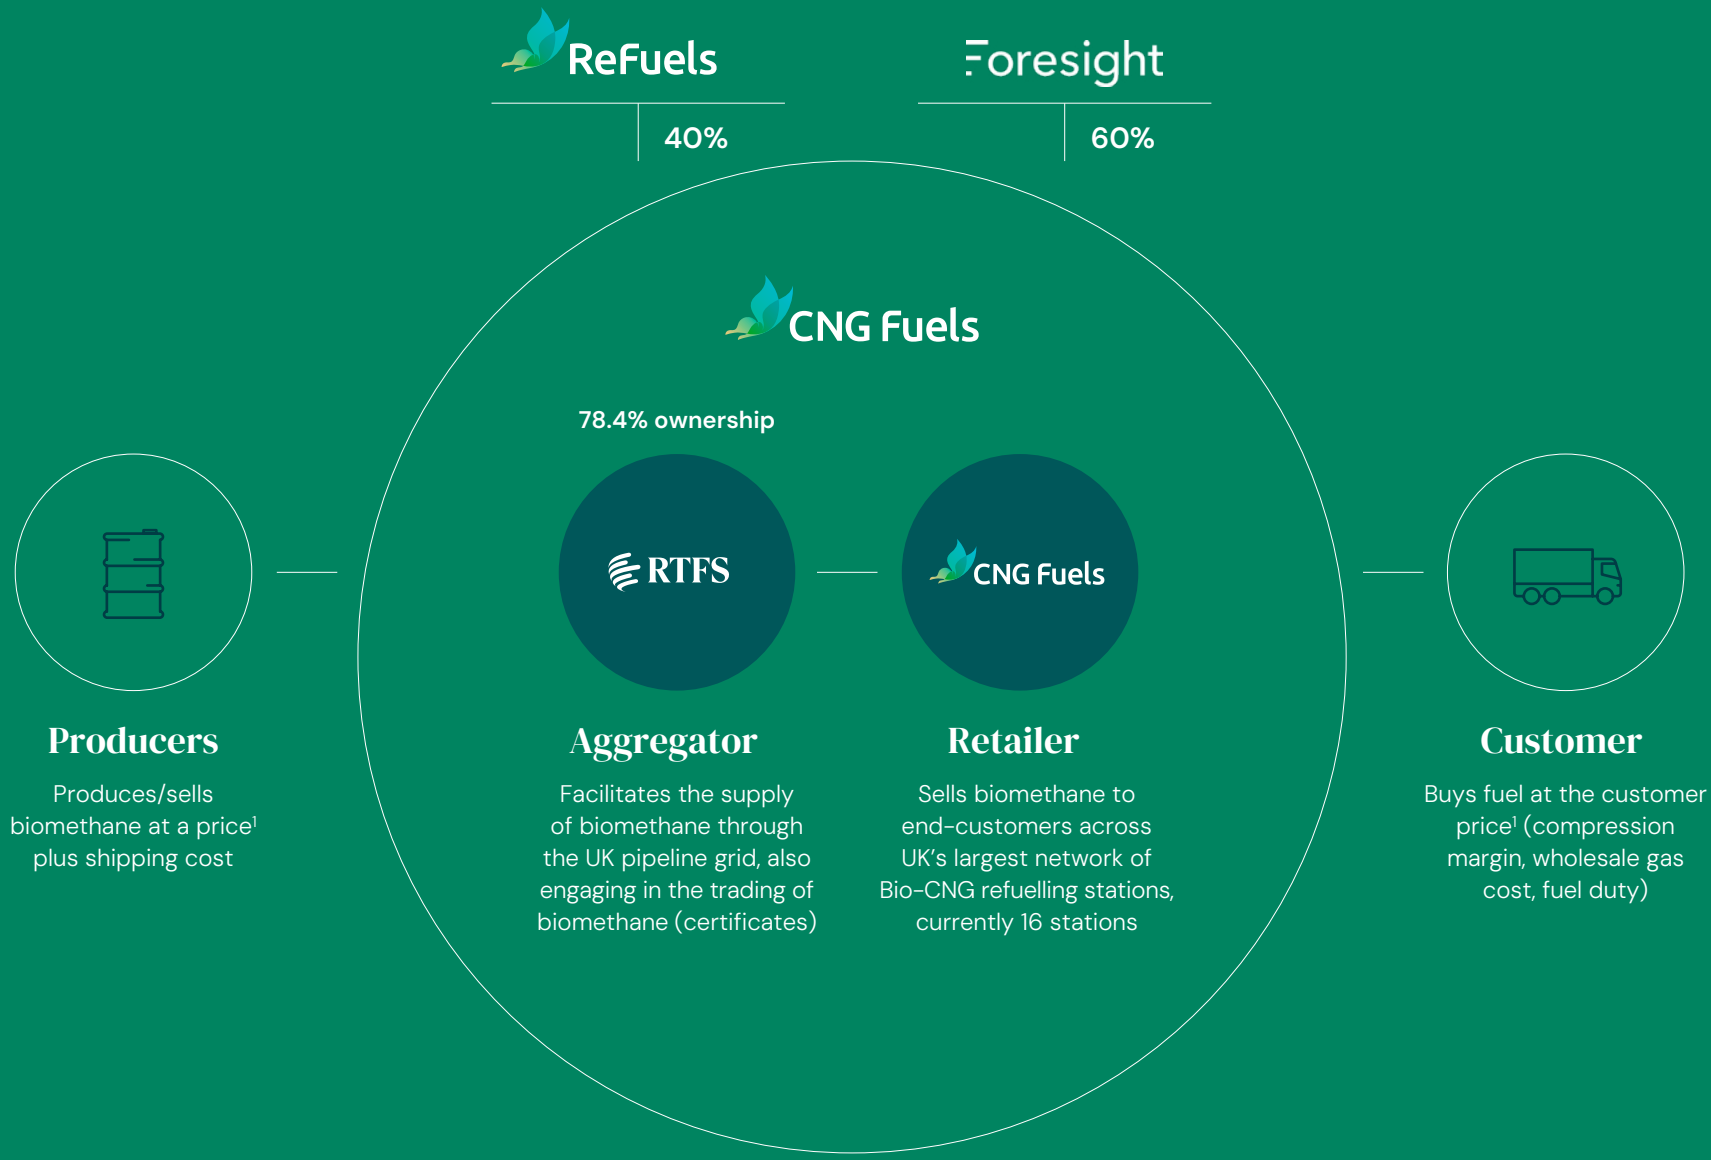 ReFuels
Foresight
40%
60%
CNG Fuels
78.4% ownership
RTFS
CNG Fuels
Producers
Produces/sells
biomethane at a price¹
plus shipping cost
Aggregator
Facilitates the supply
of biomethane through
the UK pipeline grid, also
engaging in the trading of
biomethane (certificates)
Retailer
Sells biomethane to
end-customers across
UK's largest network of
Bio-CNG refuelling stations,
currently 16 stations
Customer
Buys fuel at the customer
price¹ (compression
margin, wholesale gas
cost, fuel duty)